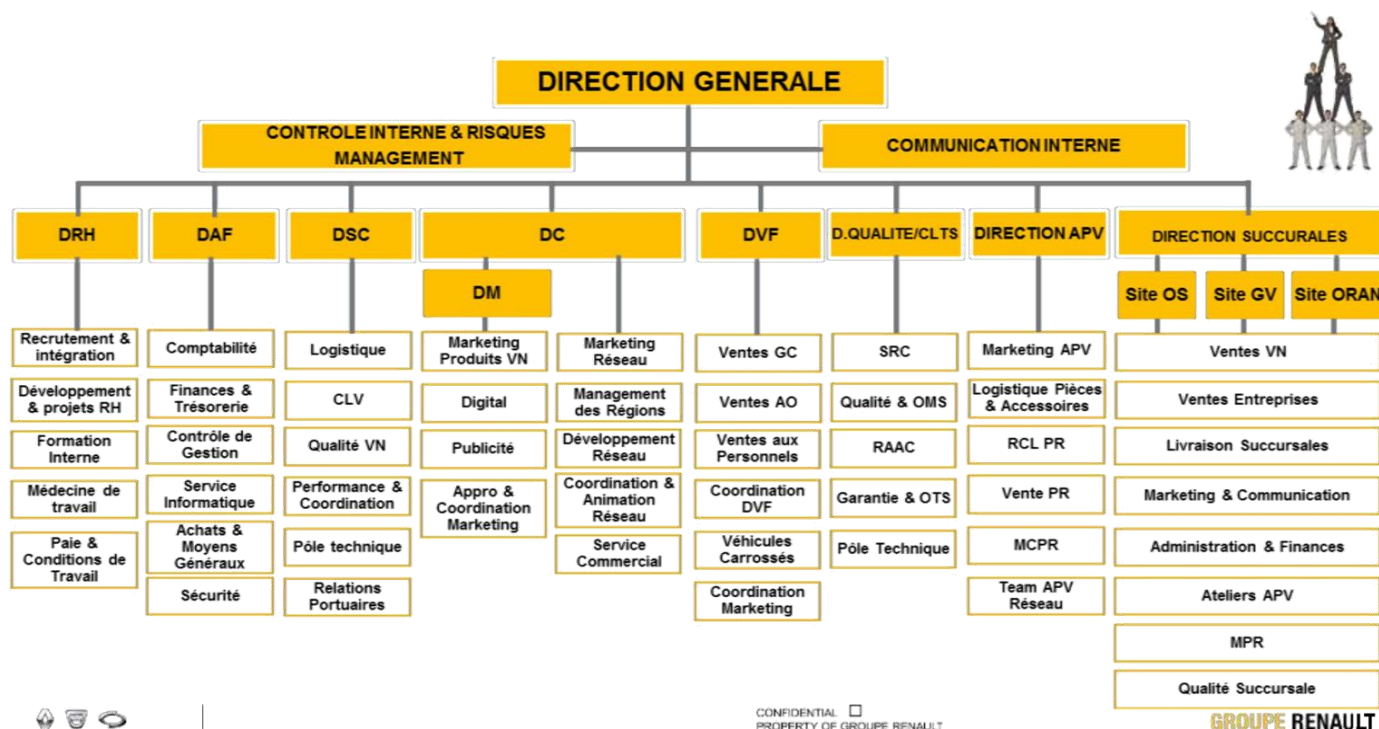 DIRECTION GENERALE
CONTROLE INTERNE & RISQUES
MANAGEMENT
COMMUNICATION INTERNE
DRH
DAF
DSC
DC
DVF
D.QUALITE/CLTS
DIRECTION APV
DIRECTION SUCCURALES
DM
Site OS
Site GV
Site ORAN
Recrutement &
intégration
Développement
& projets RH
Formation
Interne
Médecine de
travail
Paie &
Conditions de
Travail
Comptabilité
Finances &
Trésorerie
Contrôle de
Gestion
Service
Informatique
Achats &
Moyens
Généraux
Sécurité
Logistique
CLV
Qualité VN
Performance &
Coordination
Pôle technique
Relations
Portuaires
Marketing
Produits VN
Digital
Publicité
Appro &
Coordination
Marketing
Marketing
Réseau
Management
des Régions
Développement
Réseau
Coordination &
Animation
Réseau
Service
Commercial
Ventes GC
Ventes AO
Ventes aux
Personnels
Coordination
DVF
Véhicules
Carrossés
Coordination
Marketing
SRC
Qualité & OMS
RAAC
Garantie & OTS
Pôle Technique
Marketing APV
Logistique Pièces
& Accessoires
RCL PR
Vente PR
MCPR
Team APV
Réseau
Ventes VN
Ventes Entreprises
Livraison Succursales
Marketing & Communication
Administration & Finances
Ateliers APV
MPR
Qualité Succursale
CONFIDENTIAL
PROPERTY OF GROUPE RENAULT
GROUPE RENAULT